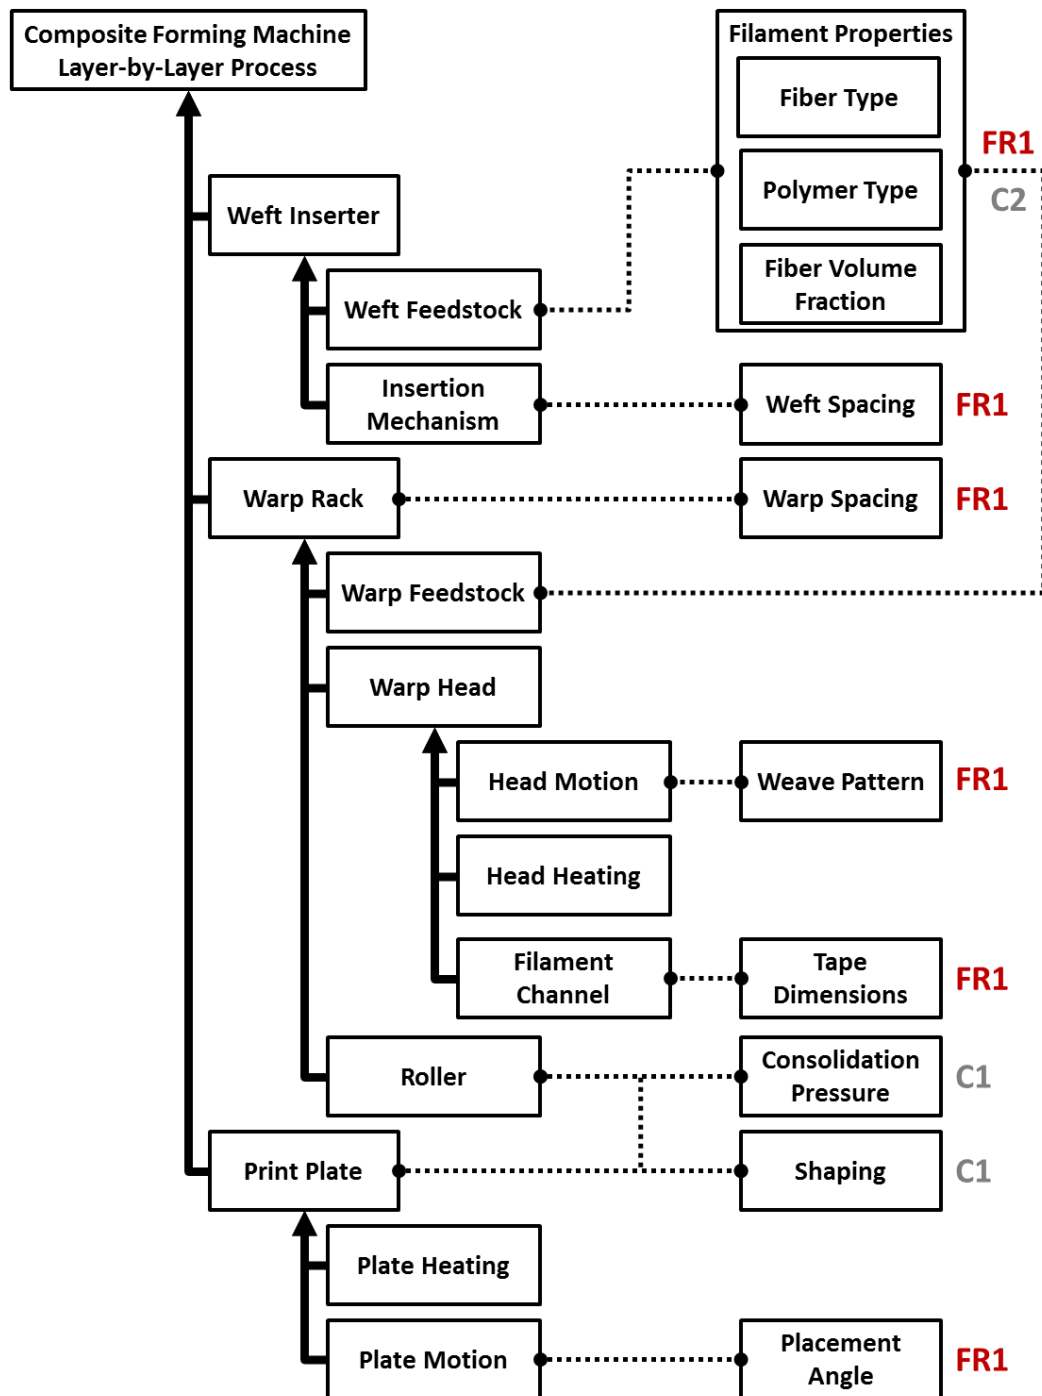 Composite Forming Machine
Layer-by-Layer Process
Filament Properties
Fiber Type
FR1
Polymer Type
C2
Weft Inserter
Fiber Volume
Fraction
Weft Feedstock
Insertion
Mechanism
Weft Spacing
FR1
Warp Rack
Warp Spacing
FR1
Warp Feedstock
Warp Head
Head Motion
Weave Pattern
FR1
Head Heating
Filament
Channel
Tape
Dimensions
FR1
Roller
Consolidation
Pressure
C1
Print Plate
Shaping
C1
Plate Heating
Plate Motion
Placement
Angle
FR1